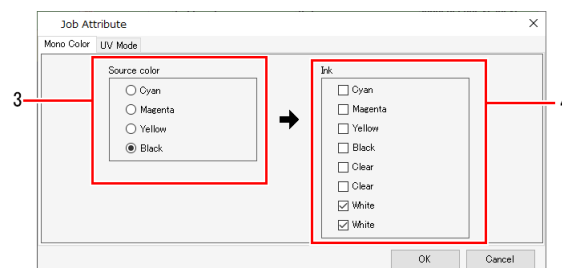 Job Attribute
Mono Color UV Mode
Source color
Cyan
Magenta
Yellow
Black
3
Ink
Cyan
Magenta
Yellow
Black
Clear
Clear
White
White
OK Cancel